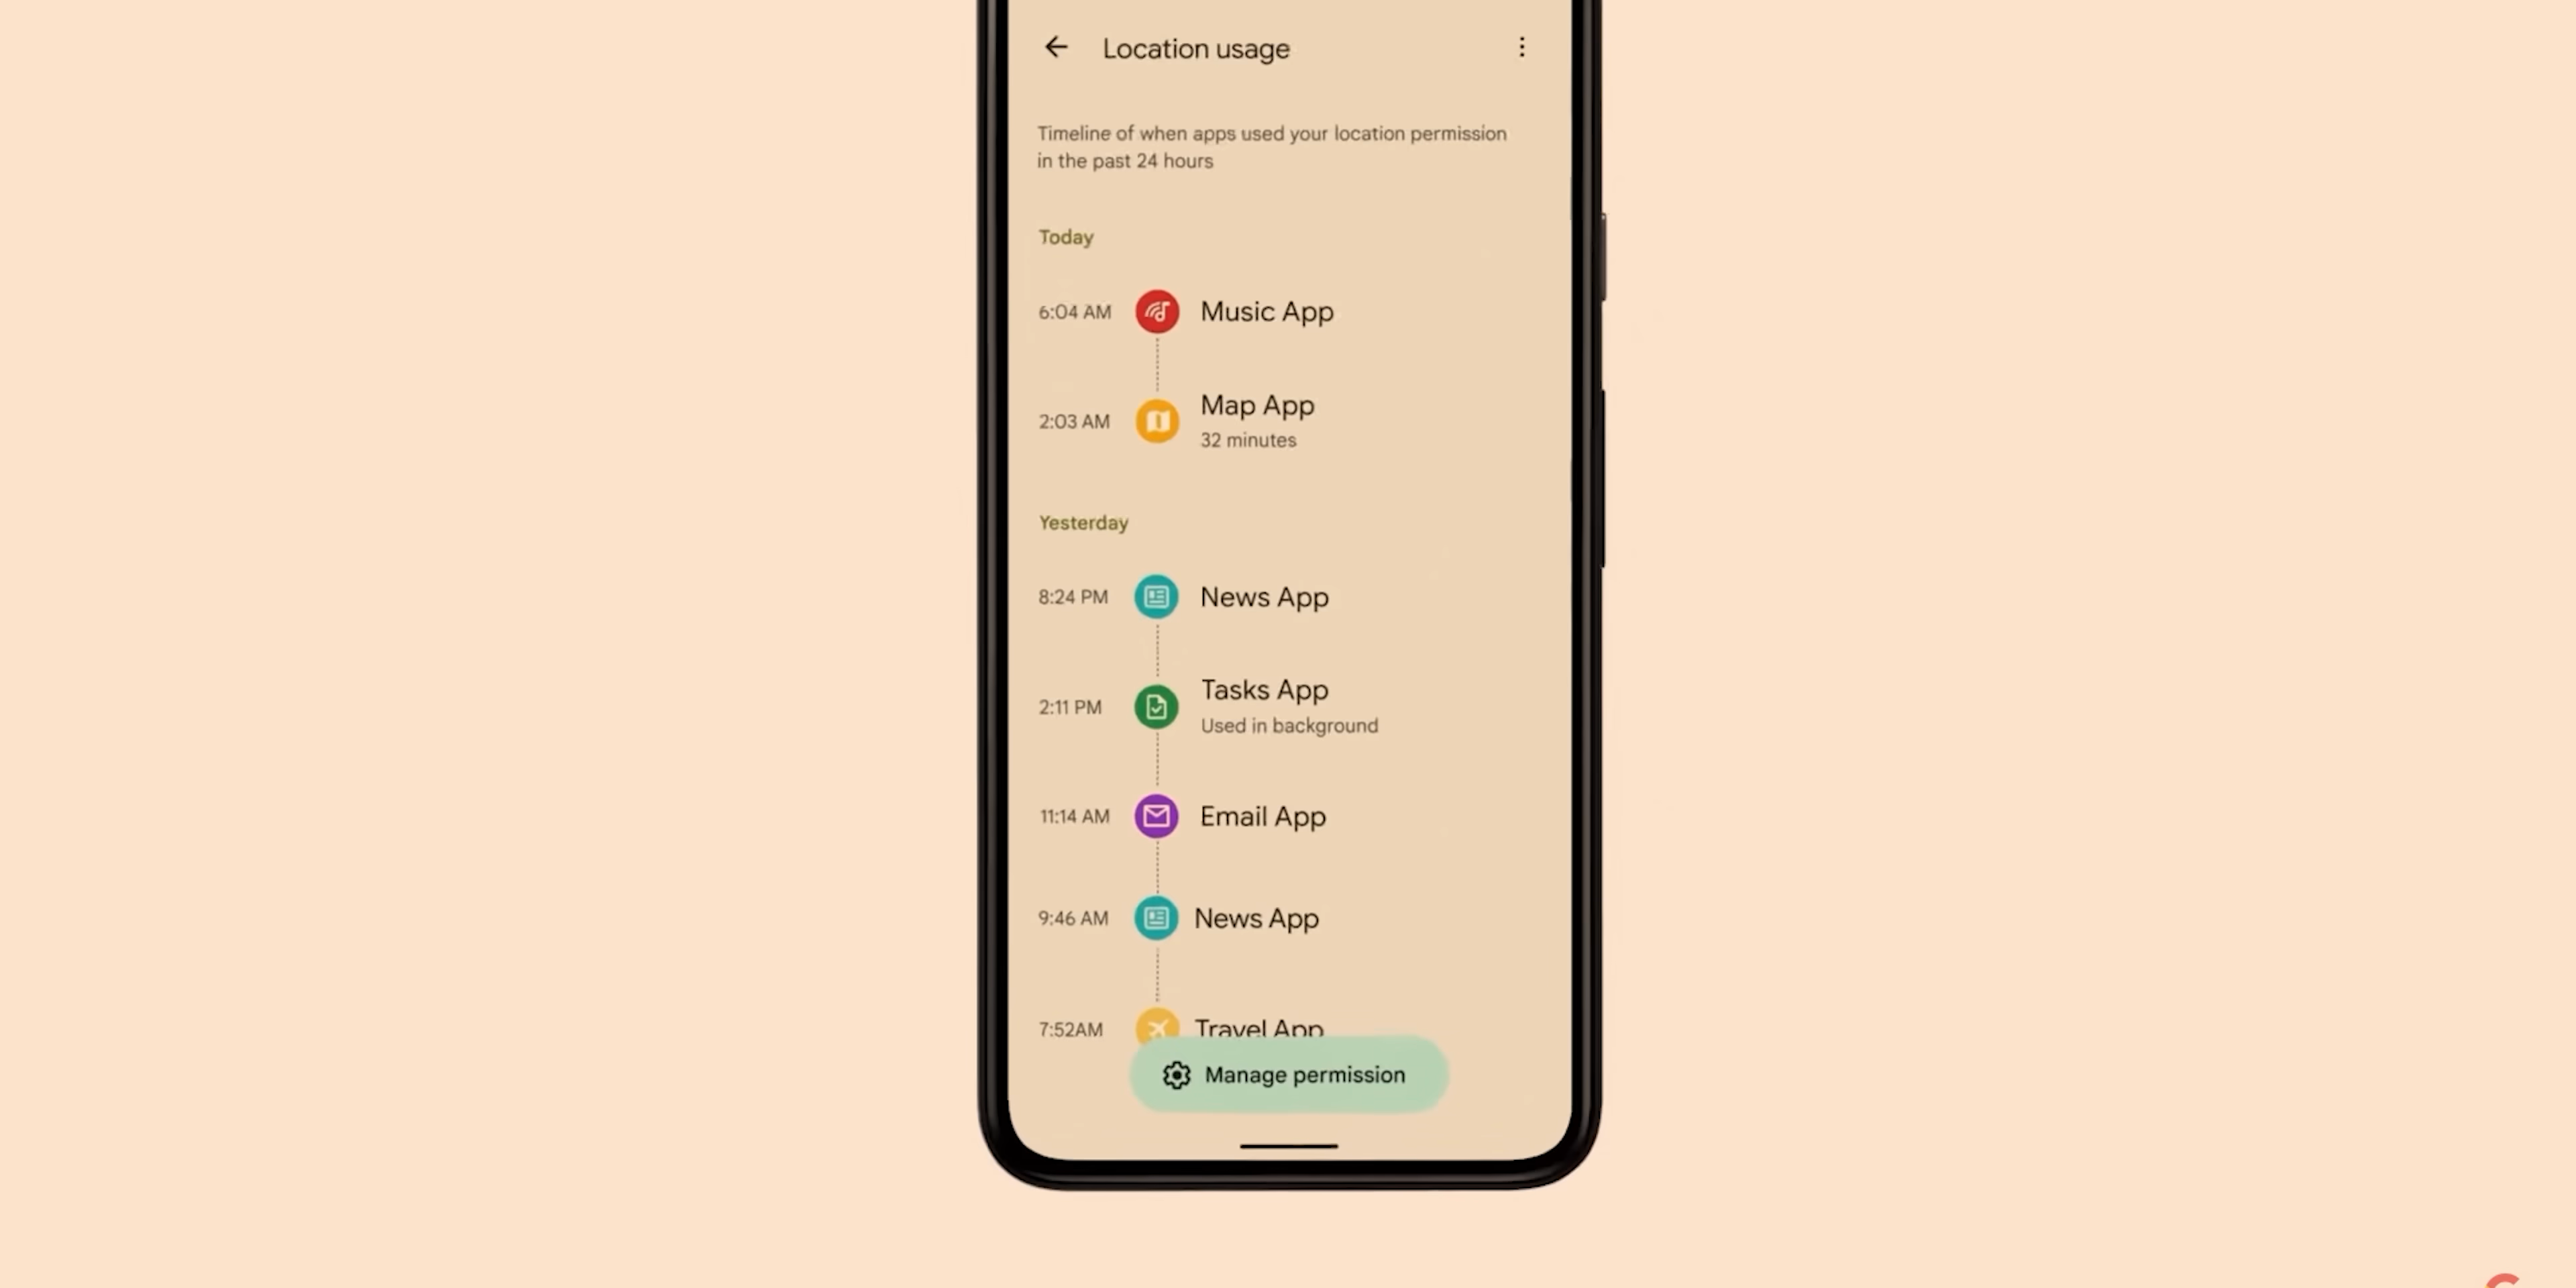 Location usage
Timeline of when apps used your location permission
in the past 24 hours
Today
6:04 AM Music App
2:03 AM Map App
32 minutes
Yesterday
8:24 PM News App
2:11 PM Tasks App
Used in background
11:14 AM Email App
9:46 AM News App
7:52AM Travel App
Manage permission